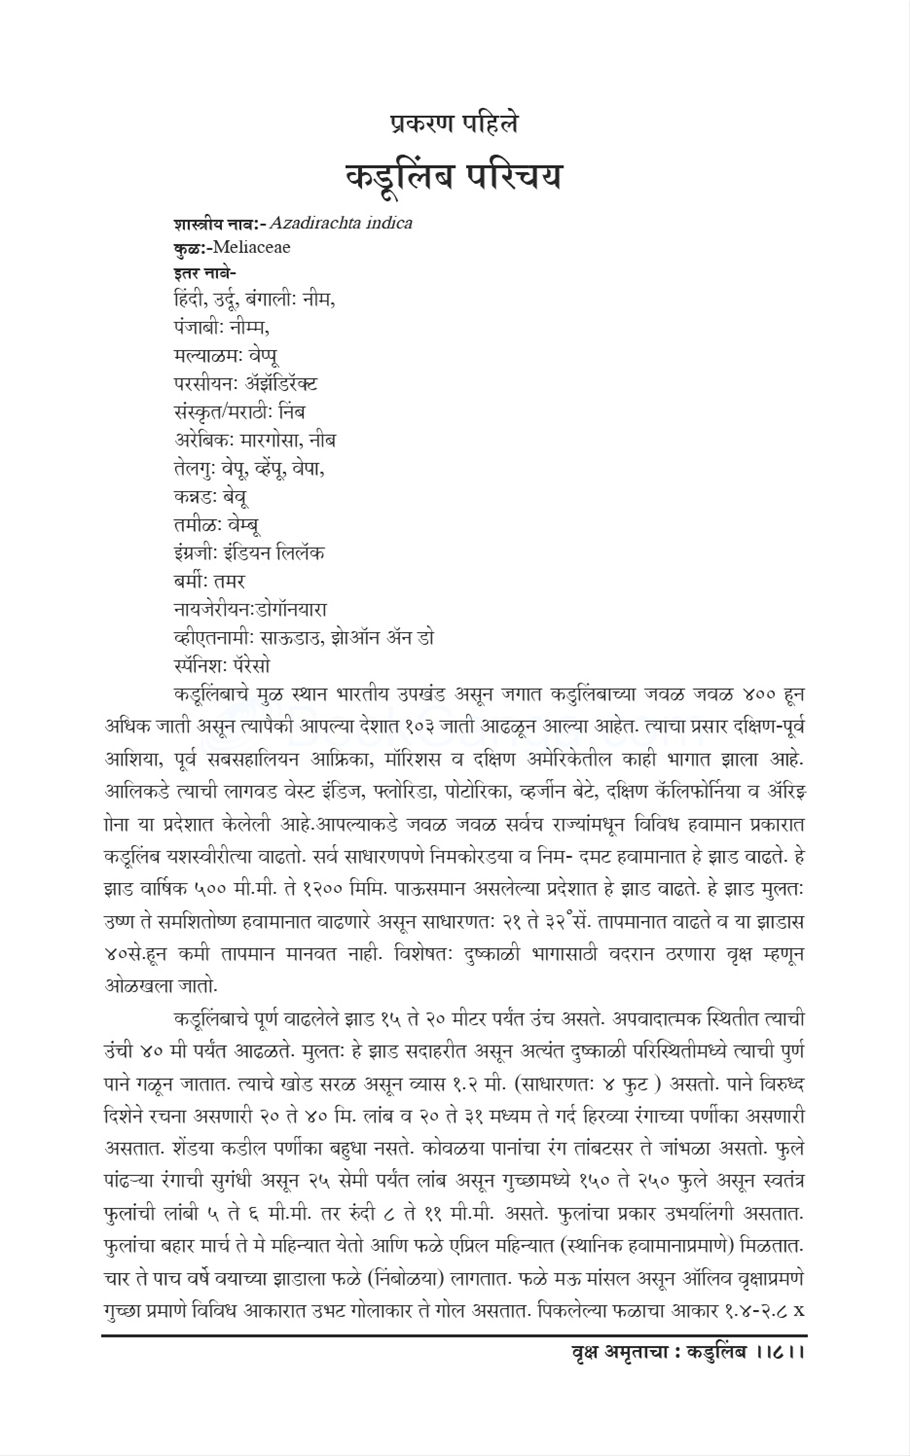 प्रकरण पहिले
कडूलिंब परिचय
शास्त्रीय नाव:- Azadirachta indica
कुळ:-Meliaceae
इतर नावे-
हिंदी, उर्दू, बंगाली: नीम,
पंजाबी: नीम्म,
मल्याळम: वेप्पू
परसीयन: ॲझॅडिरॅक्ट
संस्कृत/मराठी: निंब
अरेबिक: मारगोसा, नीब
तेलगु: वेपू, व्हेंपू, वेपा,
कन्नड: बेवू
तमीळ: वेम्बू
इंग्रजी: इंडियन लिलॅक
बर्मी: तमर
नायजेरीयन:डोगॉनयारा
व्हीएतनामी: साऊडाउ, झेाऑन ॲन डो
स्पॅनिश: पॅरेसो
कडूलिंबाचे मुळ स्थान भारतीय उपखंड असून जगात कडुलिंबाच्या जवळ जवळ ४०० हून
अधिक जाती असून त्यापैकी आपल्या देशात १०३ जाती आढळून आल्या आहेत. त्याचा प्रसार दक्षिण-पूर्व
आशिया, पूर्व सबसहालियन आफ्रिका, मॉरिशस व दक्षिण अमेरिकेतील काही भागात झाला आहे.
आलिकडे त्याची लागवड वेस्ट इंडिज, फ्लोरिडा, पोटोरिका, व्हर्जीन बेटे, दक्षिण कॅलिफोर्निया व ॲरिझ
ाोना या प्रदेशात केलेली आहे.आपल्याकडे जवळ जवळ सर्वच राज्यांमधून विविध हवामान प्रकारात
कडूलिंब यशस्वीरीत्या वाढतो. सर्व साधारणपणे निमकोरडया व निम- दमट हवामानात हे झाड वाढते. हे
झाड वार्षिक ५०० मी.मी. ते १२०० मिमि. पाऊसमान असलेल्या प्रदेशात हे झाड वाढते. हे झाड मुलत:
उष्ण ते समशितोष्ण हवामानात वाढणारे असून साधारणत: २१ ते ३२°सें. तापमानात वाढते व या झाडास
४०से.हून कमी तापमान मानवत नाही. विशेषत: दुष्काळी भागासाठी वदरान ठरणारा वृक्ष म्हणून
ओळखला जातो.
कडूलिंबाचे पूर्ण वाढलेले झाड १५ ते २० मीटर पर्यंत उंच असते. अपवादात्मक स्थितीत त्याची
उंची ४० मी पर्यंत आढळते. मुलत: हे झाड सदाहरीत असून अत्यंत दुष्काळी परिस्थितीमध्ये त्याची पुर्ण
पाने गळून जातात. त्याचे खोड सरळ असून व्यास १.२ मी. (साधारणत: ४ फुट ) असतो. पाने विरुध्द
दिशेने रचना असणारी २० ते ४० मि. लांब व २० ते ३१ मध्यम ते गर्द हिरव्या रंगाच्या पर्णीका असणारी
असतात. शेंडया कडील पर्णीका बहुधा नसते. कोवळया पानांचा रंग तांबटसर ते जांभळा असतो. फुले
पांढऱ्या रंगाची सुगंधी असून २५ सेमी पर्यंत लांब असून गुच्छामध्ये १५० ते २५० फुले असून स्वतंत्र
फुलांची लांबी ५ ते ६ मी.मी. तर रुंदी ८ ते ११ मी.मी. असते. फुलांचा प्रकार उभयलिंगी असतात.
फुलांचा बहार मार्च ते मे महिन्यात येतो आणि फळे एप्रिल महिन्यात (स्थानिक हवामानाप्रमाणे) मिळतात.
चार ते पाच वर्षे वयाच्या झाडाला फळे (निंबोळया) लागतात. फळे मऊ मांसल असून ऑलिव वृक्षाप्रमणे
गुच्छा प्रमाणे विविध आकारात उभट गोलाकार ते गोल असतात. पिकलेल्या फळाचा आकार १.४-२.८ x
वृक्ष अमृताचा : कडुलिंब ।।८।।